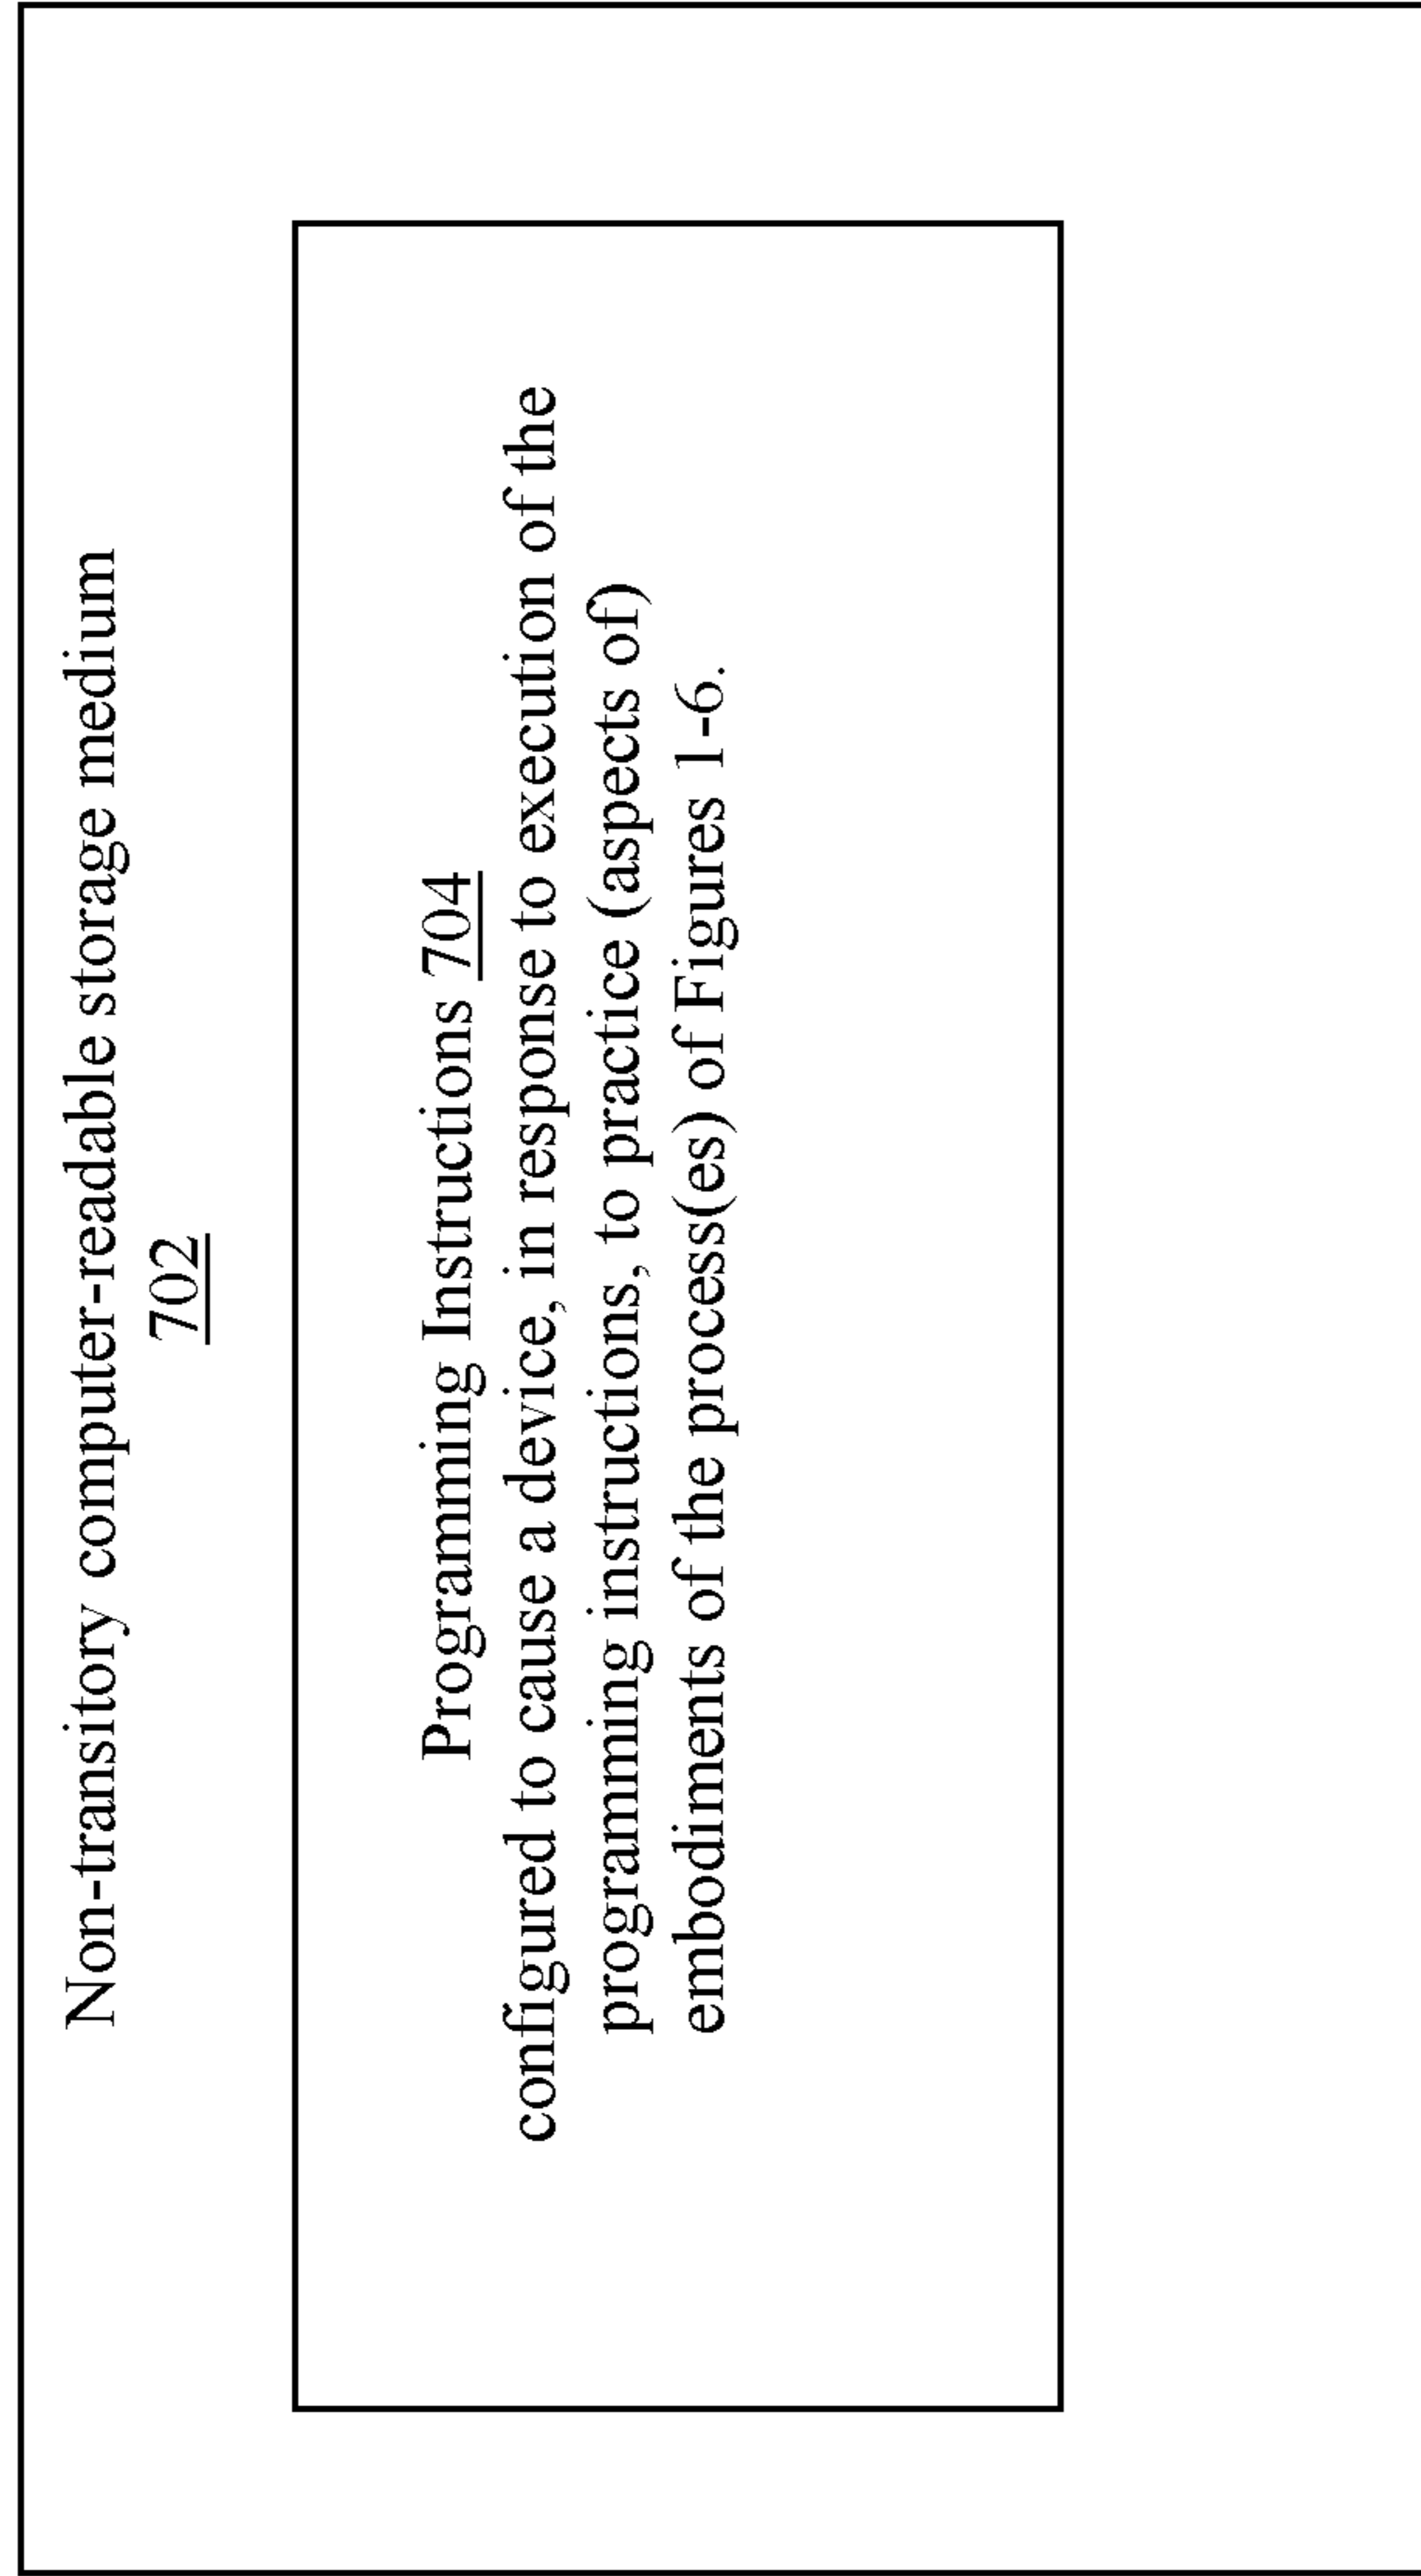 Non-transitory computer-readable storage medium
702
Programming Instructions 704
configured to cause a device, in response to execution of the
programming instructions, to practice (aspects of)
embodiments of the process(es) of Figures 1-6.